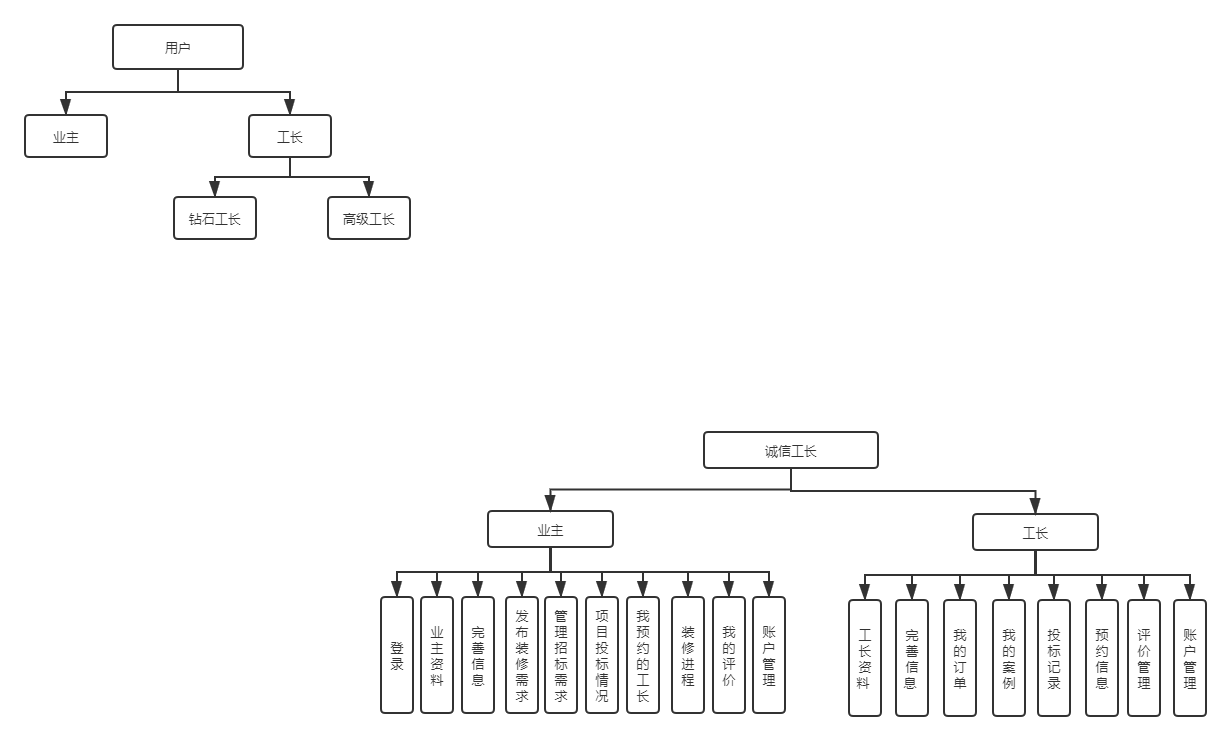 用户
业主
工长
钻石工长
高级工长
诚信工长
业主
工长
登录
业主资料
完善信息
发布装修需求
管理招标需求
项目投标情况
我预约的工长
装修进程
我的评价
账户管理
工长资料
完善信息
我的订单
我的案例
投标记录
预约信息
评价管理
账户管理